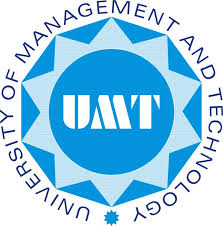 UNIVERSITY OF MANAGEMENT AND TECHNOLOGY
UMT